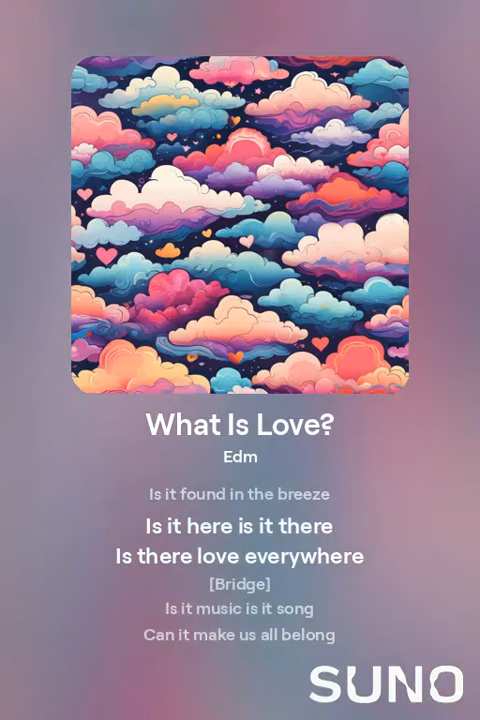 What Is Love?
Edm
Is it found in the breeze
Is it here is it there
Is there love everywhere
[Bridge]
Is it music is it song
Can it make us all belong
SUNO